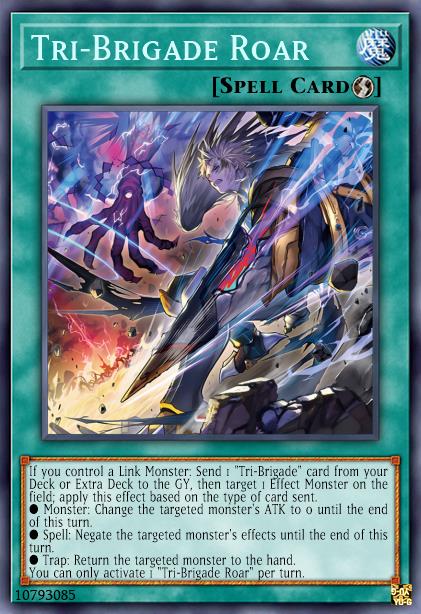 TRI-BRIGADE ROAR
[SPELL CARD]
If you control a Link Monster: Send 1 "Tri-Brigade" card from your
Deck or Extra Deck to the GY, then target 1 Effect Monster on the
field; apply this effect based on the type of card sent.
● Monster: Change the targeted monster's ATK to 0 until the end
of this turn.
● Spell: Negate the targeted monster's effects until the end of this
turn.
● Trap: Return the targeted monster to the hand.
You can only activate 1 "Tri-Brigade Roar" per turn.
10793085